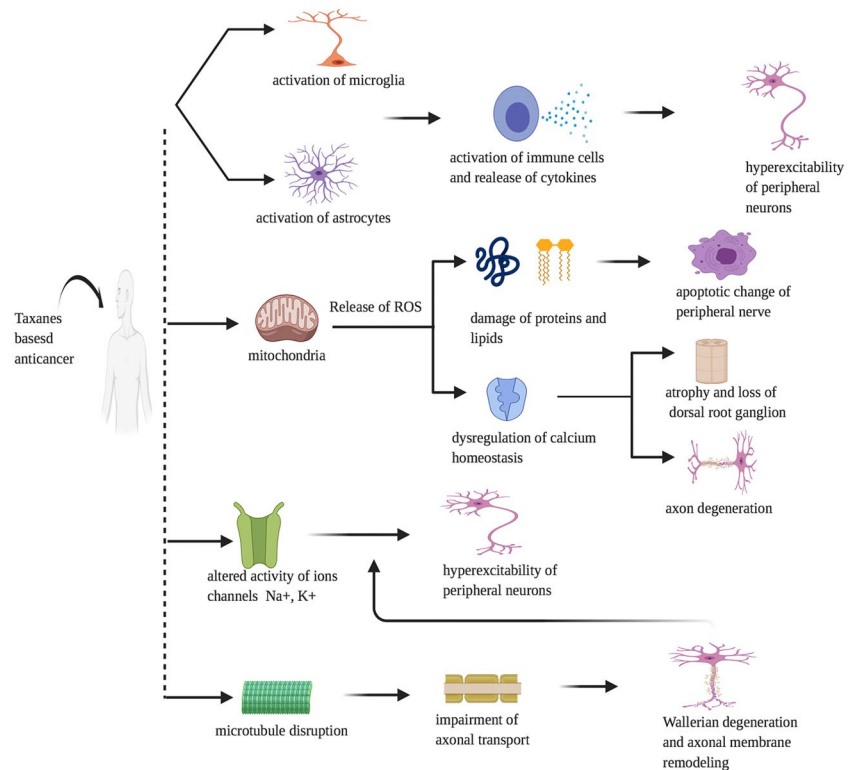 activation of microglia
activation of immune cells
and realease of cytokines
hyperexcitability
of peripheral
neurons
activation of astrocytes
Taxanes
basesd
anticancer
mitochondria
Release of ROS
damage of proteins and
lipids
apoptotic change of
peripheral nerve
dysregulation of calcium
homeostasis
atrophy and loss of
dorsal root ganglion
axon degeneration
altered activity of ions
channels Na+, K+
hyperexcitability of
peripheral neurons
microtubule disruption
impairment of
axonal transport
Wallerian degeneration
and axonal membrane
remodeling